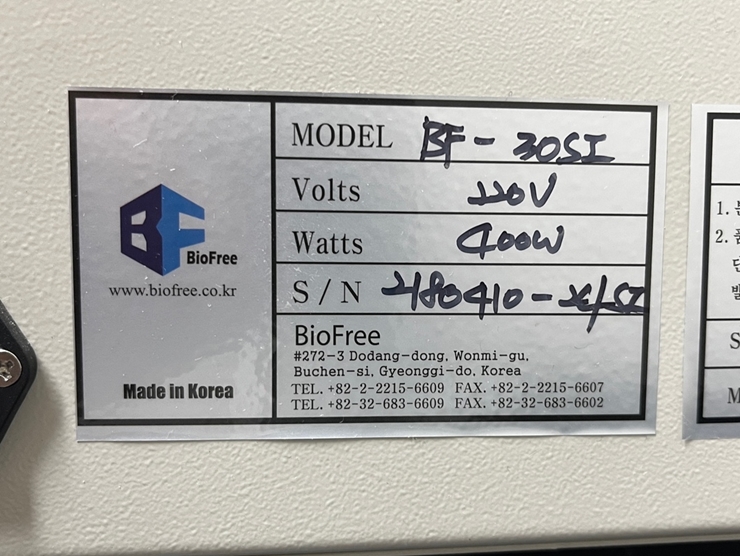 BF
BioFree
www.biofree.co.kr
Made in Korea
MODEL BF-30SI
Volts 220V
Watts 400W
S/N
BioFree
#272-3 Dodang-dong, Wonmi-gu,
Buchen-si, Gyeonggi-do, Korea
TEL. +82-2-2215-6609 FAX. +82-2-2215-6607
TEL. +82-32-683-6609 FAX. +82-32-683-6602
1.
2.
S
M